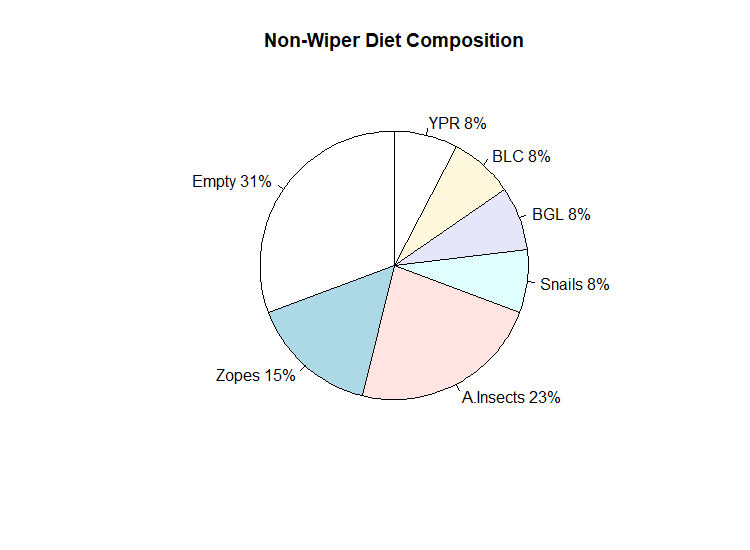 Non-Wiper Diet Composition
YPR 8%
BLC 8%
BGL 8%
Snails 8%
A.Insects 23%
Zopes 15%
Empty 31%